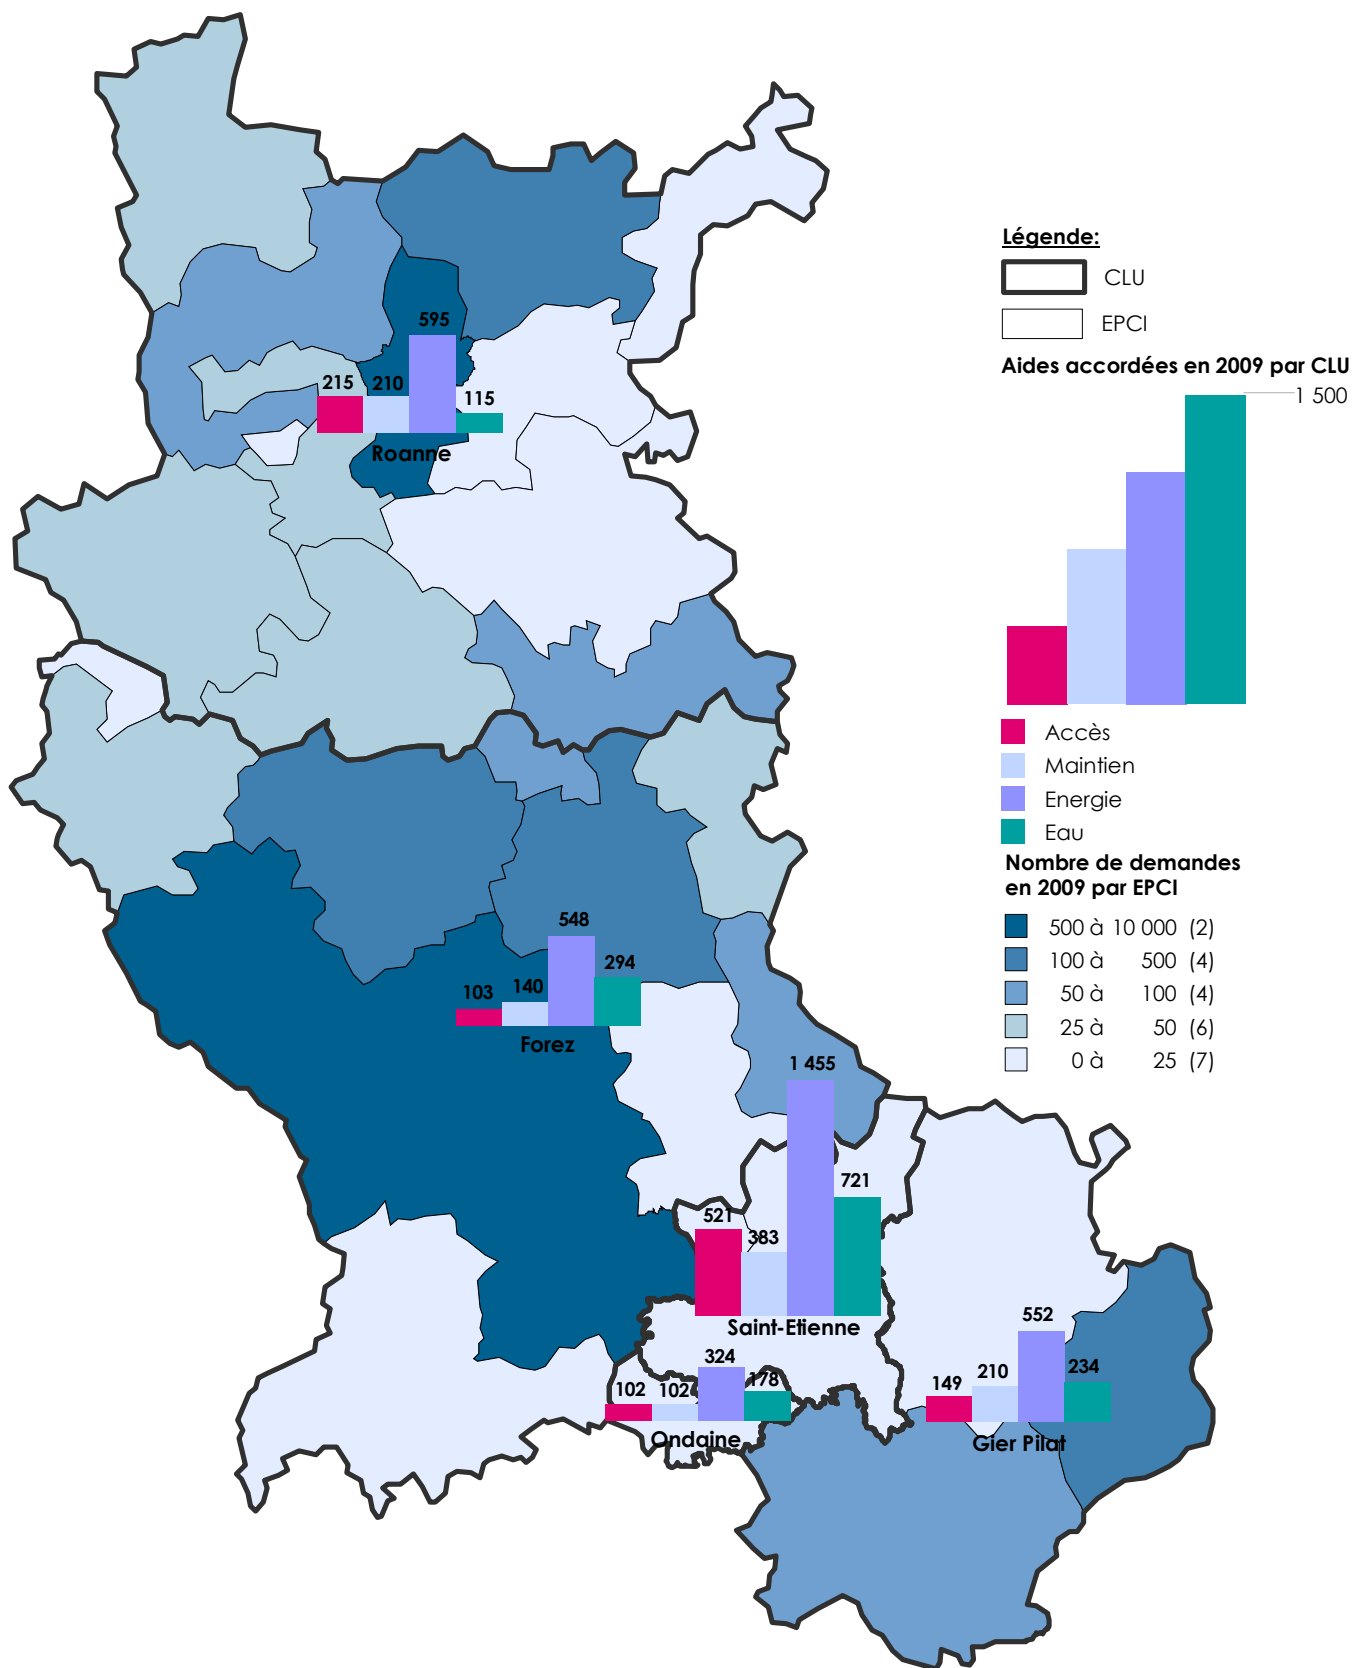 Légende:
CLU
EPCI
Aides accordées en 2009 par CLU
1 500
Accès
Maintien
Energie
Eau
Nombre de demandes
en 2009 par EPCI
500 à 10 000 (2)
100 à 500 (4)
50 à 100 (4)
25 à 50 (6)
0 à 25 (7)
595
215
210
115
Roanne
548
294
140
103
Forez
1 455
721
521
383
Saint-Etienne
324
178
102
102
Ondaine
552
234
210
149
Gier Pilat